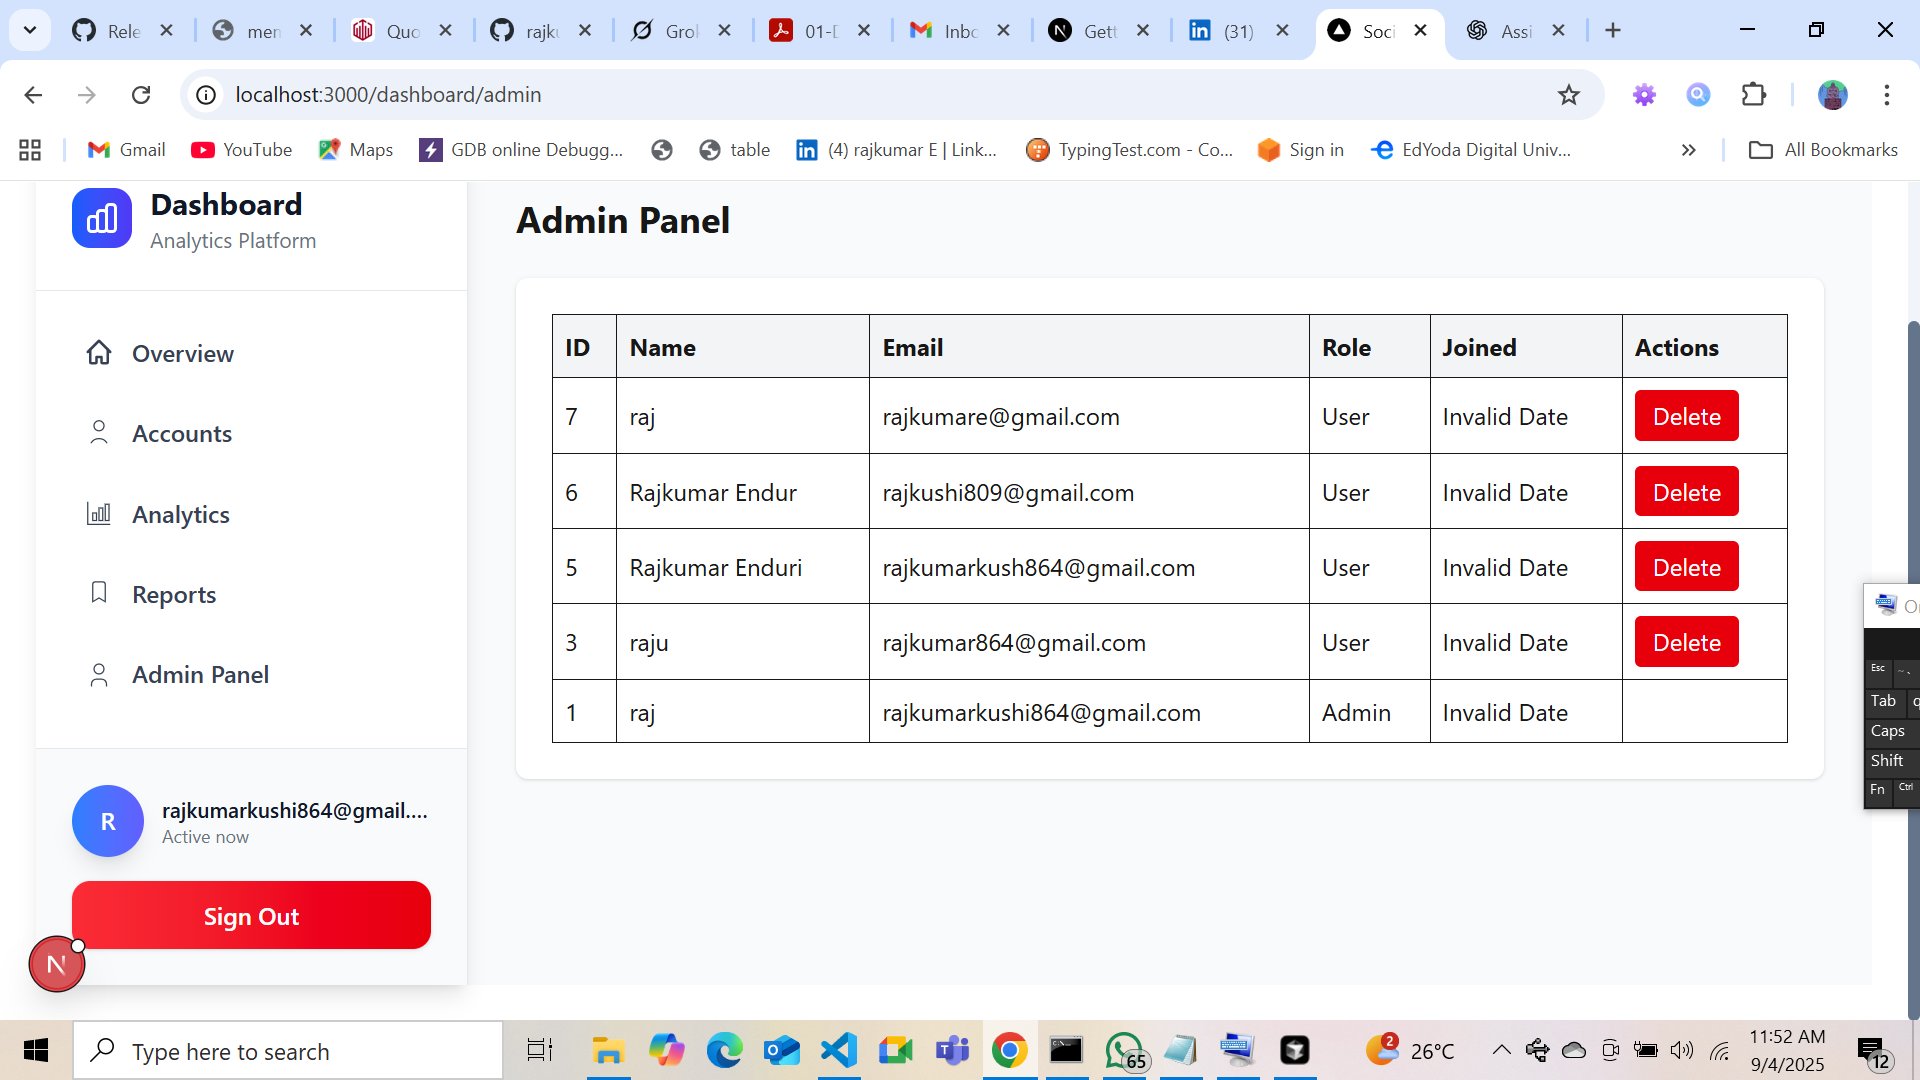 Rele
men
Quo
rajku
Grok
01-D
Inbo
Gett
(31)
Soci
Assi
localhost:3000/dashboard/admin
Gmail
YouTube
Maps
GDB online Debugg...
table
(4) rajkumar E | Link...
TypingTest.com - Co...
Sign in
EdYoda Digital Univ...
All Bookmarks
Dashboard
Analytics Platform
Overview
Accounts
Analytics
Reports
Admin Panel
rajkumarkushi864@gmail....
R
Active now
Sign Out
N
Admin Panel
ID Name Email Role Joined Actions
7 raj rajkumare@gmail.com User Invalid Date Delete
6 Rajkumar Endur rajkushi809@gmail.com User Invalid Date Delete
5 Rajkumar Enduri rajkumarkush864@gmail.com User Invalid Date Delete
3 raju rajkumar864@gmail.com User Invalid Date Delete
1 raj rajkumarkushi864@gmail.com Admin Invalid Date
Esc ~ `
Tab q
Caps
Shift
Fn Ctrl
Type here to search
65
2
26°C
11:52 AM
9/4/2025
12